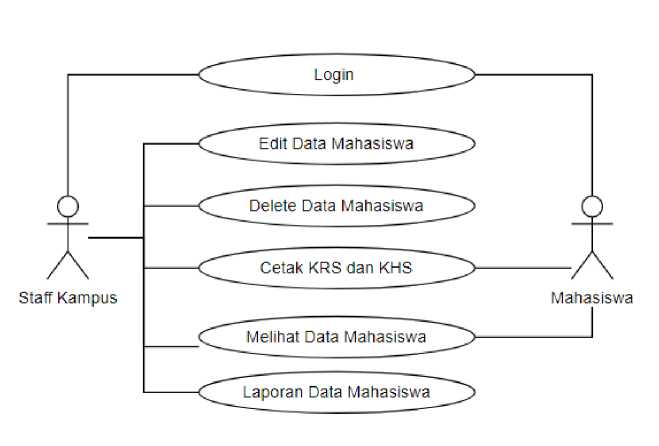 Login
Edit Data Mahasiswa
Delete Data Mahasiswa
Cetak KRS dan KHS
Staff Kampus
Mahasiswa
Melihat Data Mahasiswa
Laporan Data Mahasiswa